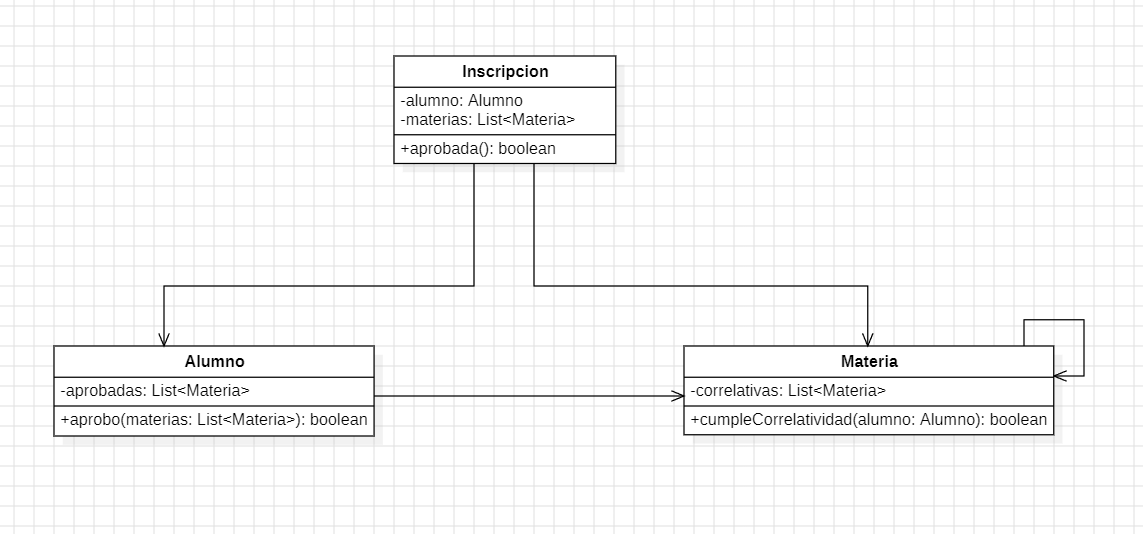 Inscripcion
-alumno: Alumno
-materias: List<Materia>
+aprobada(): boolean
Alumno
-aprobadas: List<Materia>
+aprobo(materias: List<Materia>): boolean
Materia
-correlativas: List<Materia>
+cumpleCorrelatividad(alumno: Alumno): boolean